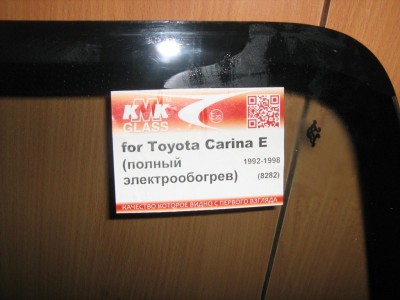 KMK
GLASS
for Toyota Carina E
(полный 1992-1998
электрообогрев) (8282)
КАЧЕСТВО КОТОРОЕ ВИДНО С ПЕРВОГО ВЗГЛЯДА